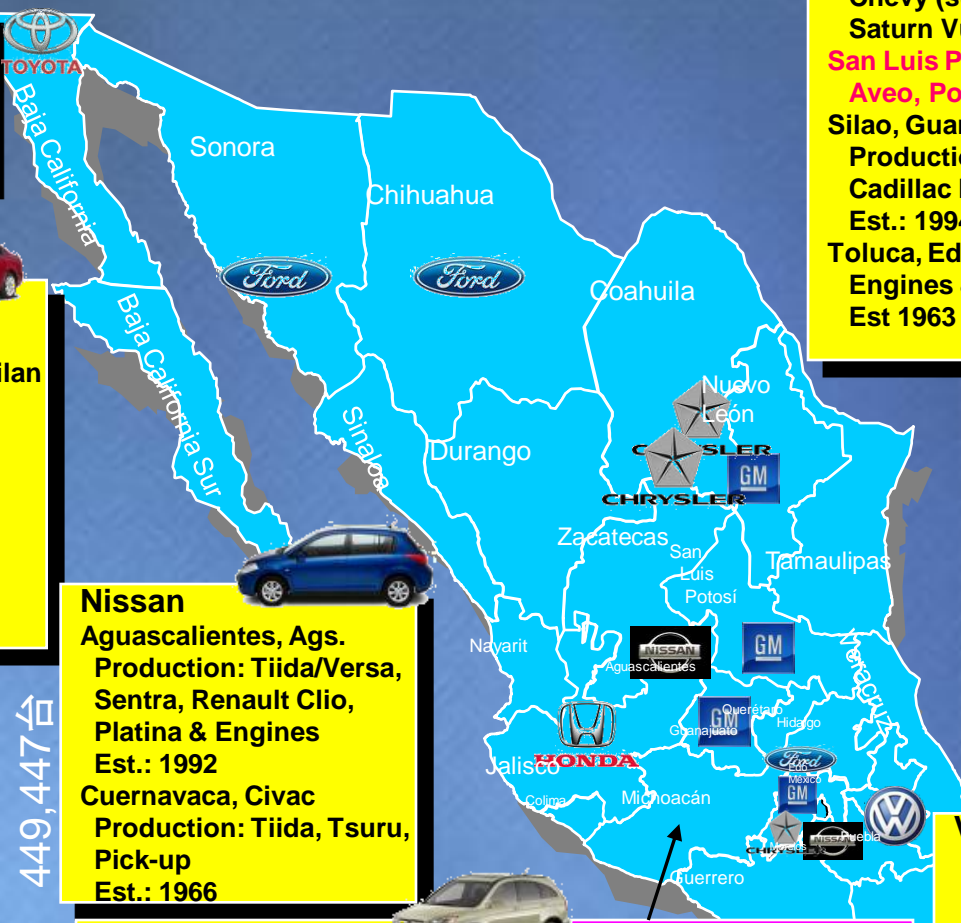 TOYOTA
Baja California
Sonora
Chihuahua
Ford
Ford
Coahuila
Baja California Sur
Sinaloa
Durango
Nuevo
León
CHRYSLER
CHRYSLER
GM
Zacatecas
San
Luis
Potosí
Tamaulipas
Nayarit
NISSAN
Aguascalientes
GM
Veracruz
HONDA
Jalisco
GM
Querétaro
Guanajuato
Hidalgo
Ford
Edo
México
GM
Colima
Michoacán
CHRYSLER
Morelos
NISSAN
Puebla
Guerrero
Chevy
Saturn
San Luis
Aveo,
Silao,
Cadillac
Est.: 1994
Toluca,
Engines
Est 1963
449,447台
Nissan
Aguascalientes, Ags.
Production: Tiida/Versa,
Sentra, Renault Clio,
Platina & Engines
Est.: 1992
Cuernavaca, Civac
Production: Tiida, Tsuru,
Pick-up
Est.: 1966